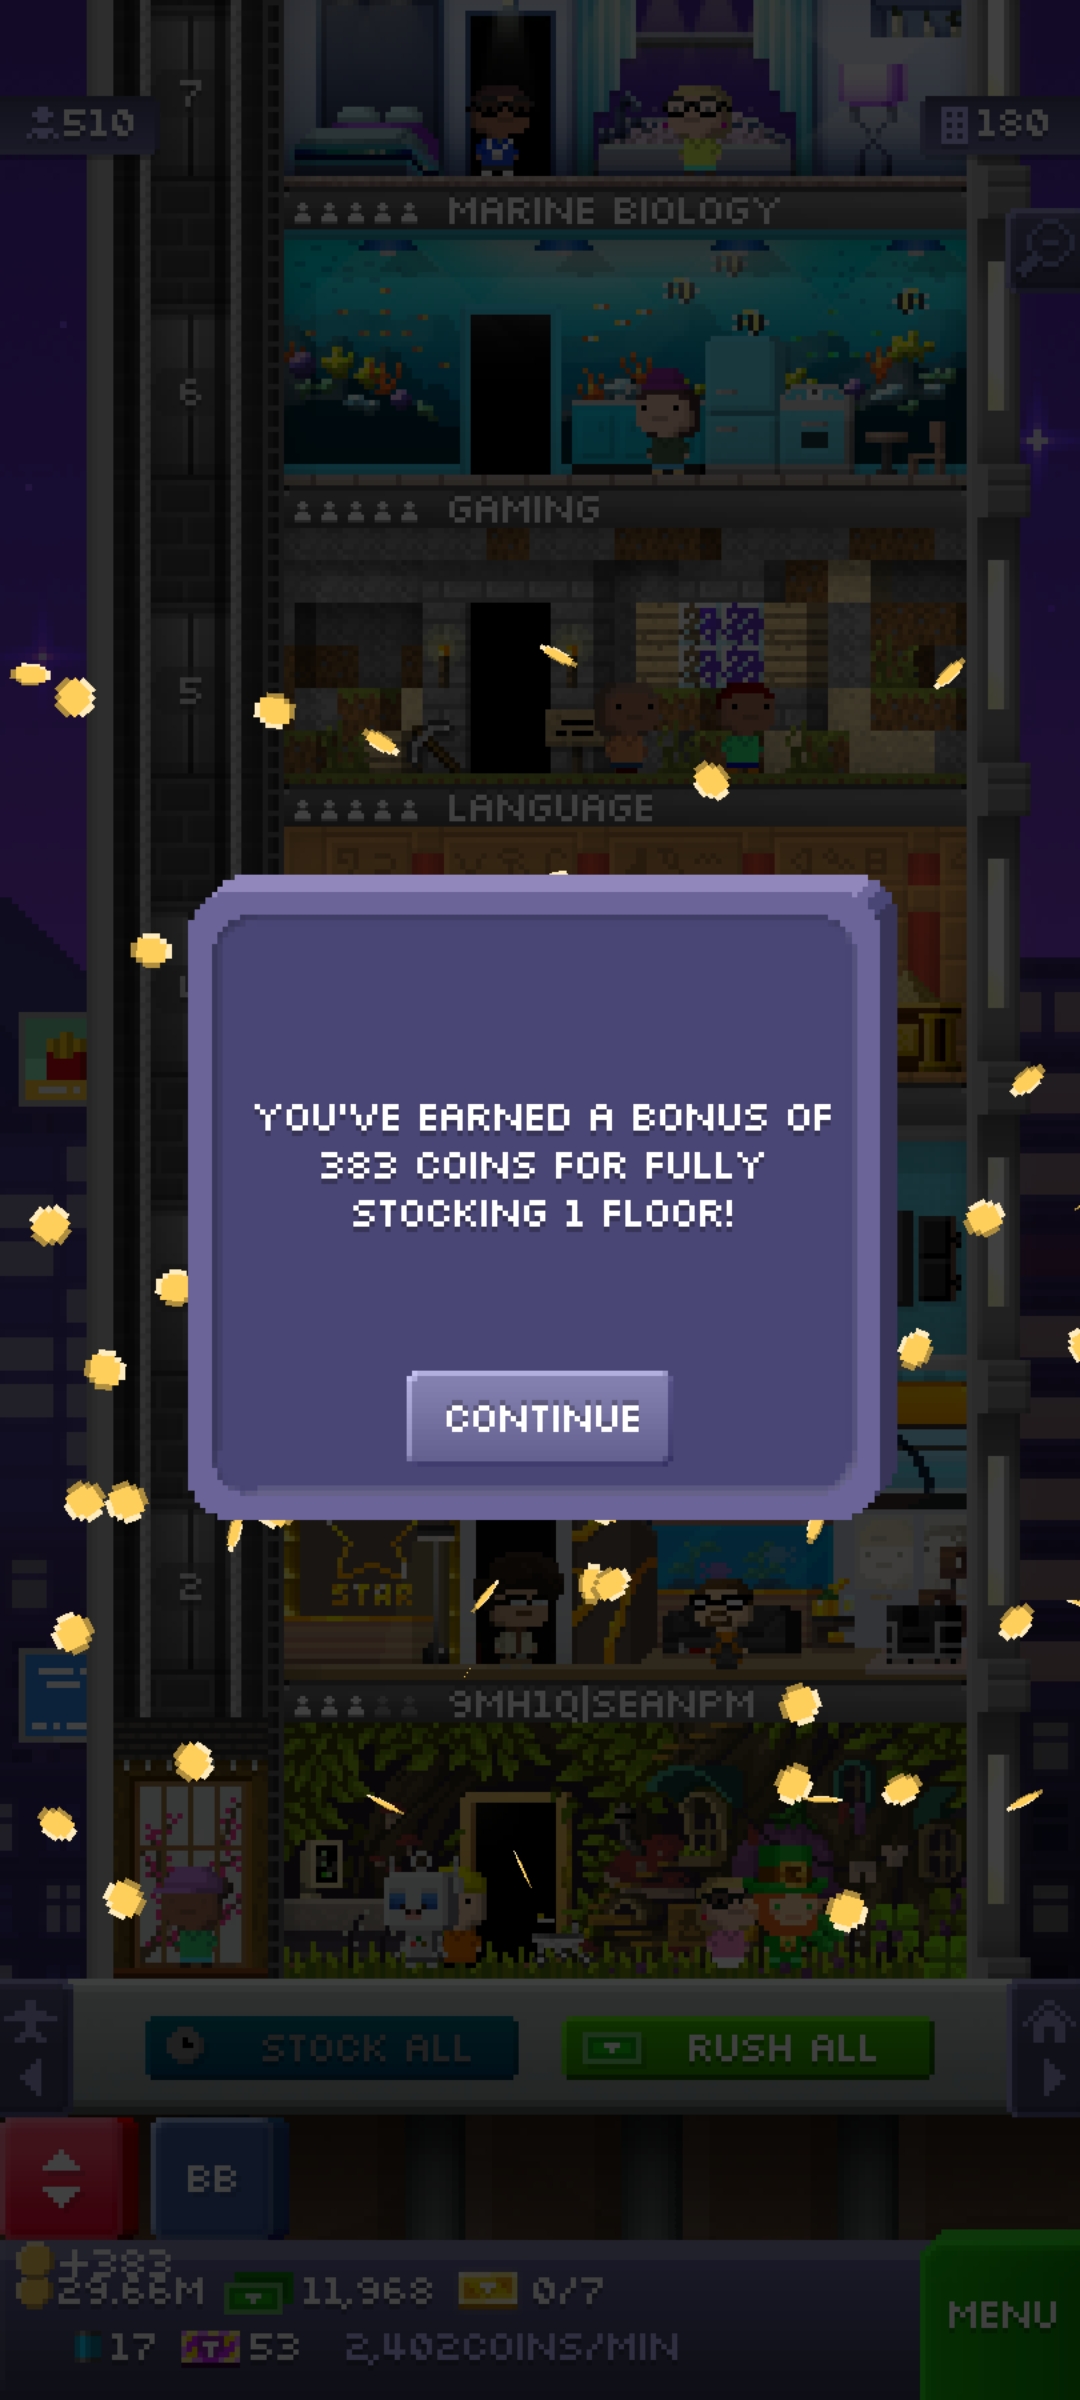 7
510
180
MARINE BIOLOGY
6
GAMING
5
LANGUAGE
YOU'VE EARNED A BONUS OF
383 COINS FOR FULLY
STOCKING 1 FLOOR!
CONTINUE
2
STAR
9MH1Q|SEANPM
STOCK ALL
RUSH ALL
BB
+383
29.66M
11,968
0/7
MENU
17
53
2,402COINS/MIN